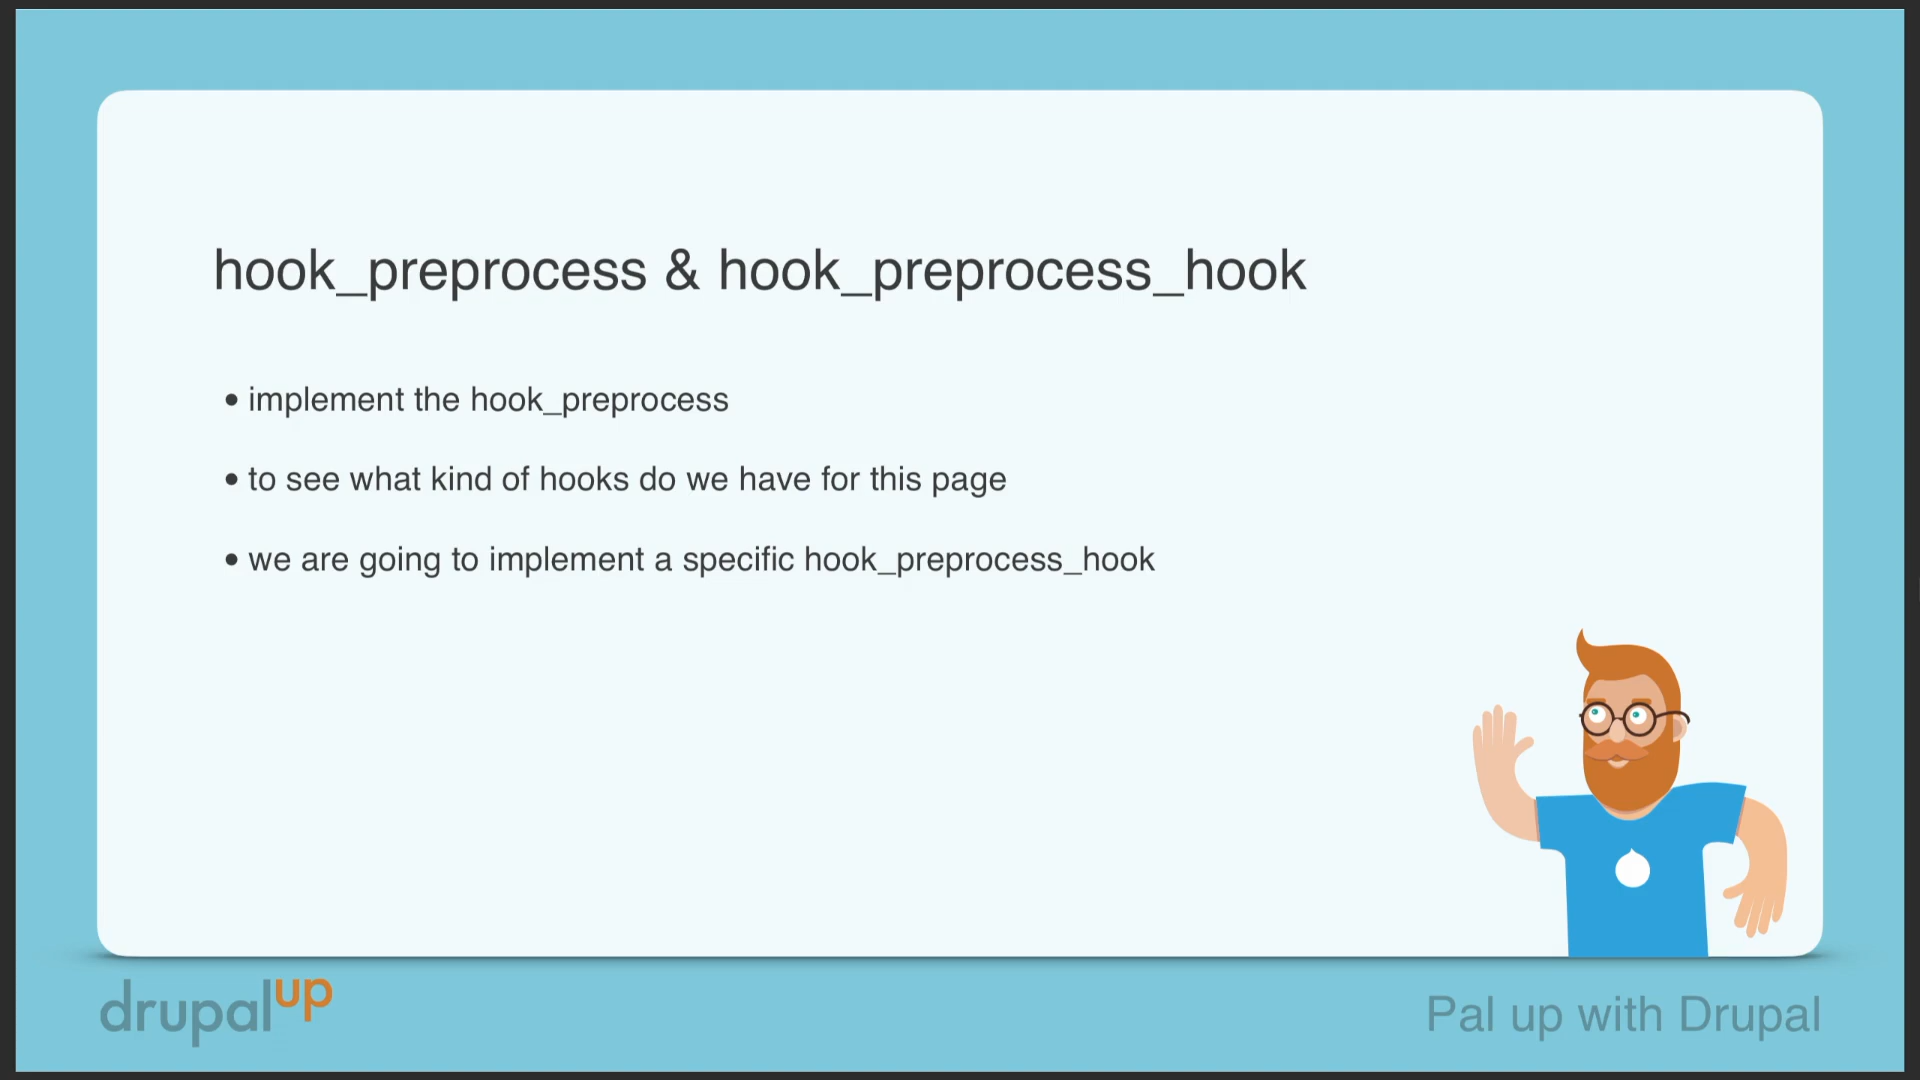 hook_preprocess & hook_preprocess_hook
• implement the hook_preprocess
• to see what kind of hooks do we have for this page
• we are going to implement a specific hook_preprocess_hook
drupalup
Pal up with Drupal